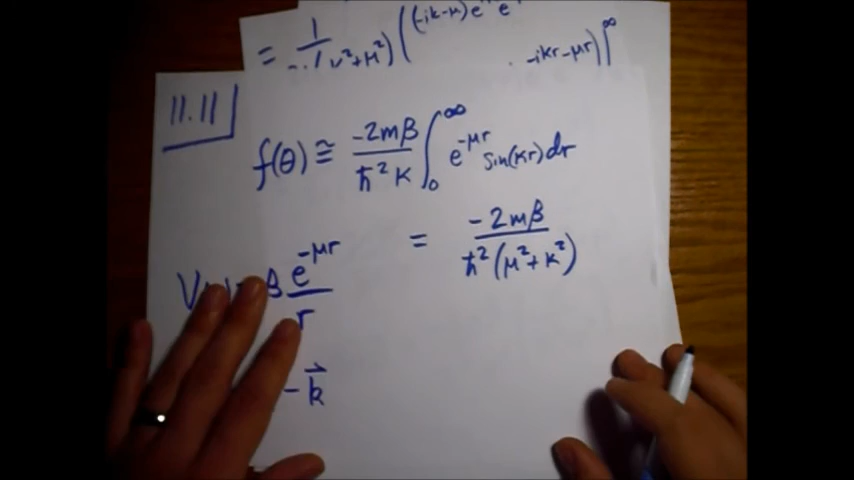 = 1/(κ²+μ²) ((-ik-μ)e e
-ikr-μr)|^∞
11.11
f(θ) ≅ -2mβ/ħ²κ ∫₀^∞ e^-μr sin(κr)dr
= -2mβ/ħ²(μ²+κ²)
V β e^-μr/r
- k⃗